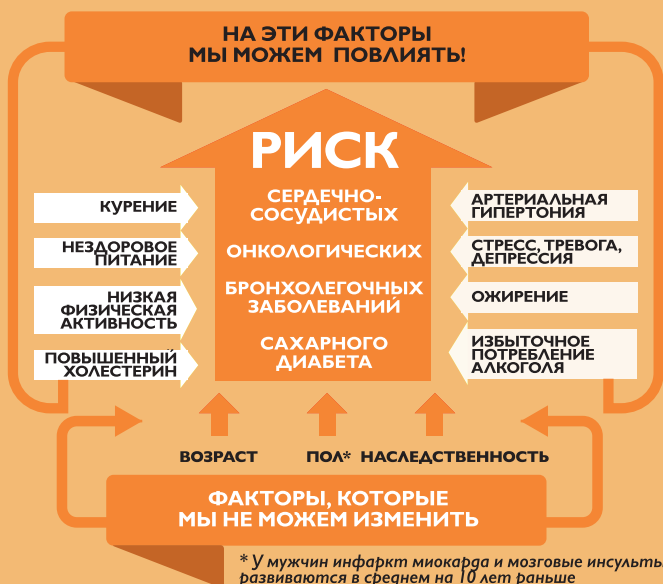 НА ЭТИ ФАКТОРЫ
МЫ МОЖЕМ ПОВЛИЯТЬ!
РИСК
СЕРДЕЧНО-
СОСУДИСТЫХ
ОНКОЛОГИЧЕСКИХ
БРОНХОЛЕГОЧНЫХ
ЗАБОЛЕВАНИЙ
САХАРНОГО
ДИАБЕТА
КУРЕНИЕ
НЕЗДОРОВОЕ
ПИТАНИЕ
НИЗКАЯ
ФИЗИЧЕСКАЯ
АКТИВНОСТЬ
ПОВЫШЕННЫЙ
ХОЛЕСТЕРИН
АРТЕРИАЛЬНАЯ
ГИПЕРТОНИЯ
СТРЕСС, ТРЕВОГА,
ДЕПРЕССИЯ
ОЖИРЕНИЕ
ИЗБЫТОЧНОЕ
ПОТРЕБЛЕНИЕ
АЛКОГОЛЯ
ВОЗРАСТ ПОЛ* НАСЛЕДСТВЕННОСТЬ
ФАКТОРЫ, КОТОРЫЕ
МЫ НЕ МОЖЕМ ИЗМЕНИТЬ
* У мужчин инфаркт миокарда и мозговые инсульты
развиваются в среднем на 10 лет раньше